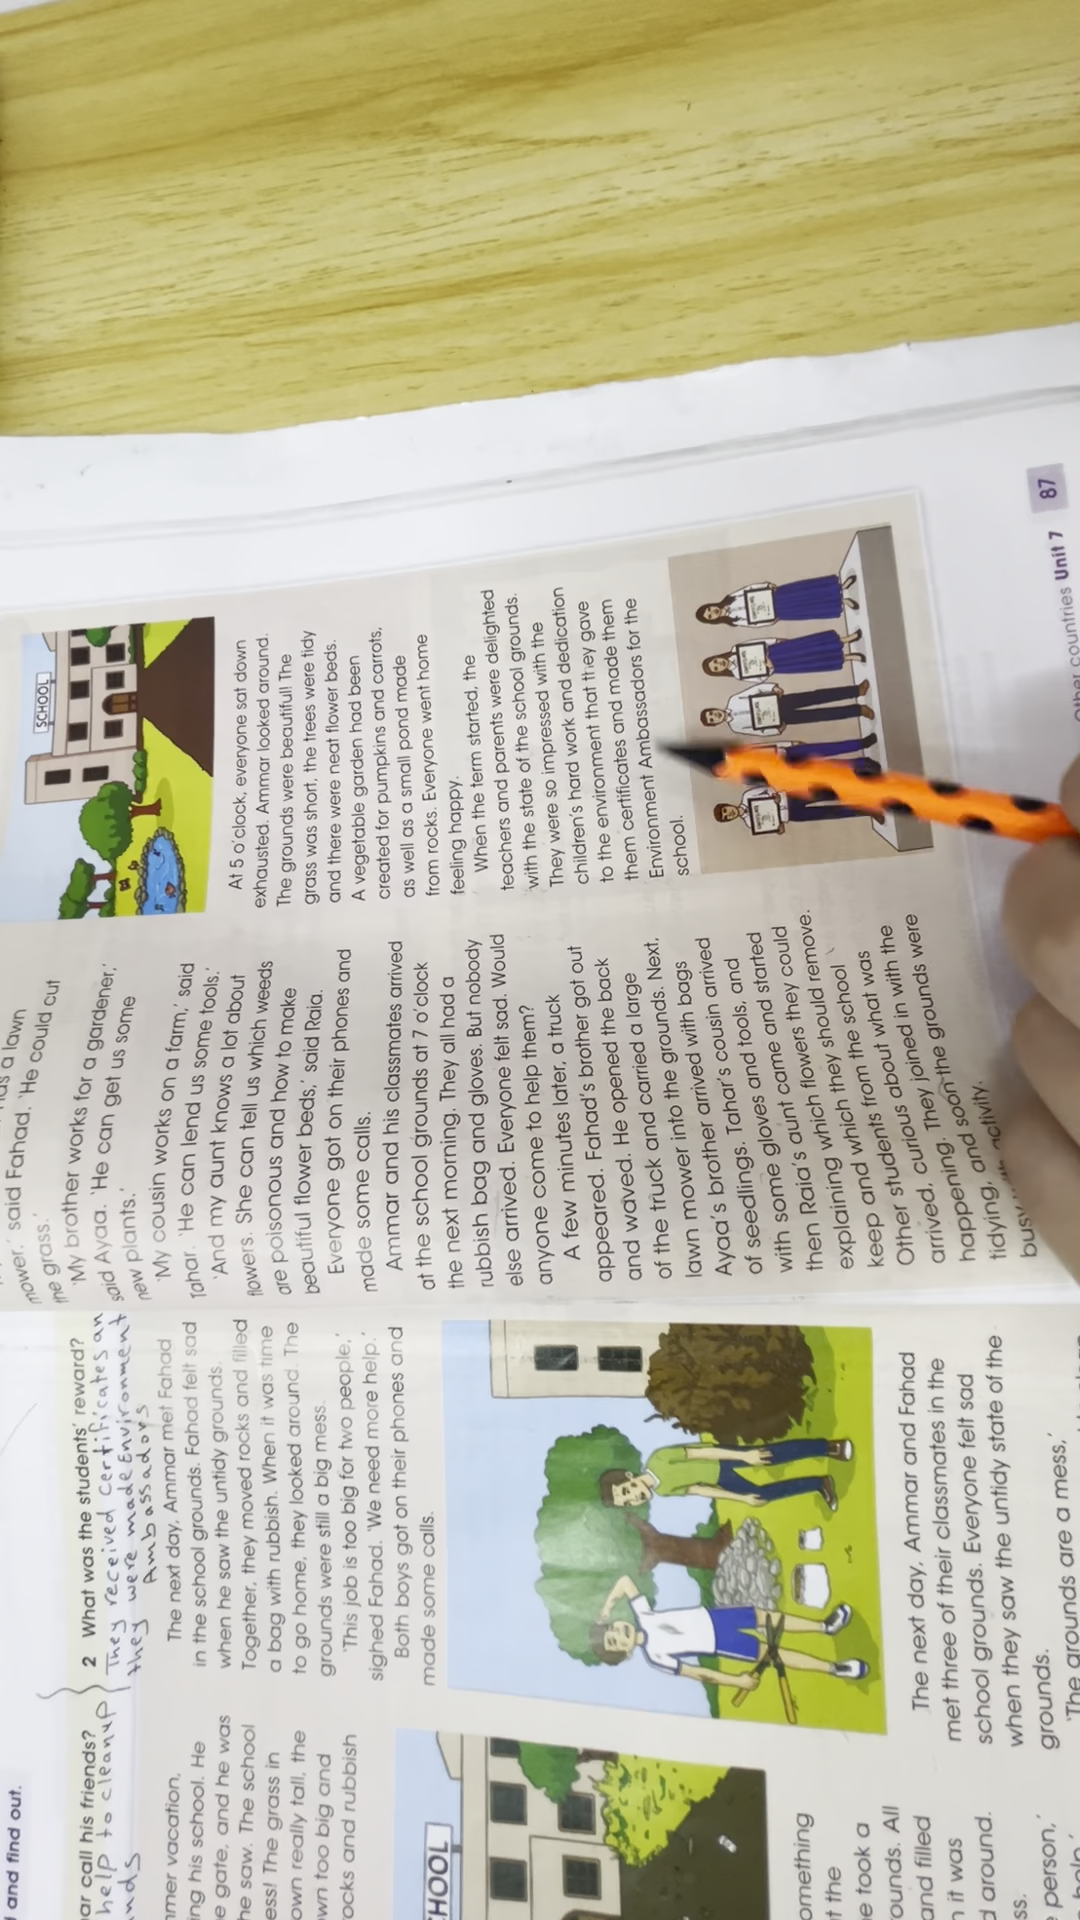 and find out.
ar call his friends?
help to cleanup
nds
mmer vacation,
ing his school. He
e gate, and he was
he saw. The school
ess! The grass in
own really tall, the
wn too big and
ocks and rubbish
HOOL
omething
t the
e took a
ounds. All
and filled
n it was
d around.
ss.
person,'
2 What was the students' reward?
They received certificates an
they were made Environment
Ambassadors
The next day, Ammar met Fahad
in the school grounds. Fahad felt sad
when he saw the untidy grounds.
Together, they moved rocks and filled
a bag with rubbish. When it was time
to go home, they looked around. The
grounds were still a big mess.
'This job is too big for two people,'
sighed Fahad. 'We need more help.'
Both boys got on their phones and
made some calls.
The next day, Ammar and Fahad
met three of their classmates in the
school grounds. Everyone felt sad
when they saw the untidy state of the
grounds.
'The grounds are a mess,'
as a lawn
mower,' said Fahad. 'He could cut
the grass.'
'My brother works for a gardener,'
said Ayaa. 'He can get us some
new plants.'
'My cousin works on a farm,' said
Tahar. 'He can lend us some tools.'
'And my aunt knows a lot about
flowers. She can tell us which weeds
are poisonous and how to make
beautiful flower beds,' said Raia.
Everyone got on their phones and
made some calls.
Ammar and his classmates arrived
at the school grounds at 7 o'clock
the next morning. They all had a
rubbish bag and gloves. But nobody
else arrived. Everyone felt sad. Would
anyone come to help them?
A few minutes later, a truck
appeared. Fahad's brother got out
and waved. He opened the back
of the truck and carried a large
lawn mower into the grounds. Next,
Ayaa's brother arrived with bags
of seedlings. Tahar's cousin arrived
with some gloves and tools, and
then Raia's aunt came and started
explaining which flowers they could
keep and which they should remove.
Other students from the school
arrived, curious about what was
happening. They joined in with the
tidying, and soon the grounds were
busy with activity.
SCHOOL
At 5 o'clock, everyone sat down
exhausted. Ammar looked around.
The grounds were beautiful! The
grass was short, the trees were tidy
and there were neat flower beds.
A vegetable garden had been
created for pumpkins and carrots,
as well as a small pond made
from rocks. Everyone went home
feeling happy.
When the term started, the
teachers and parents were delighted
with the state of the school grounds.
They were so impressed with the
children's hard work and dedication
to the environment that they gave
them certificates and made them
Environment Ambassadors for the
school.
other countries Unit 7 87